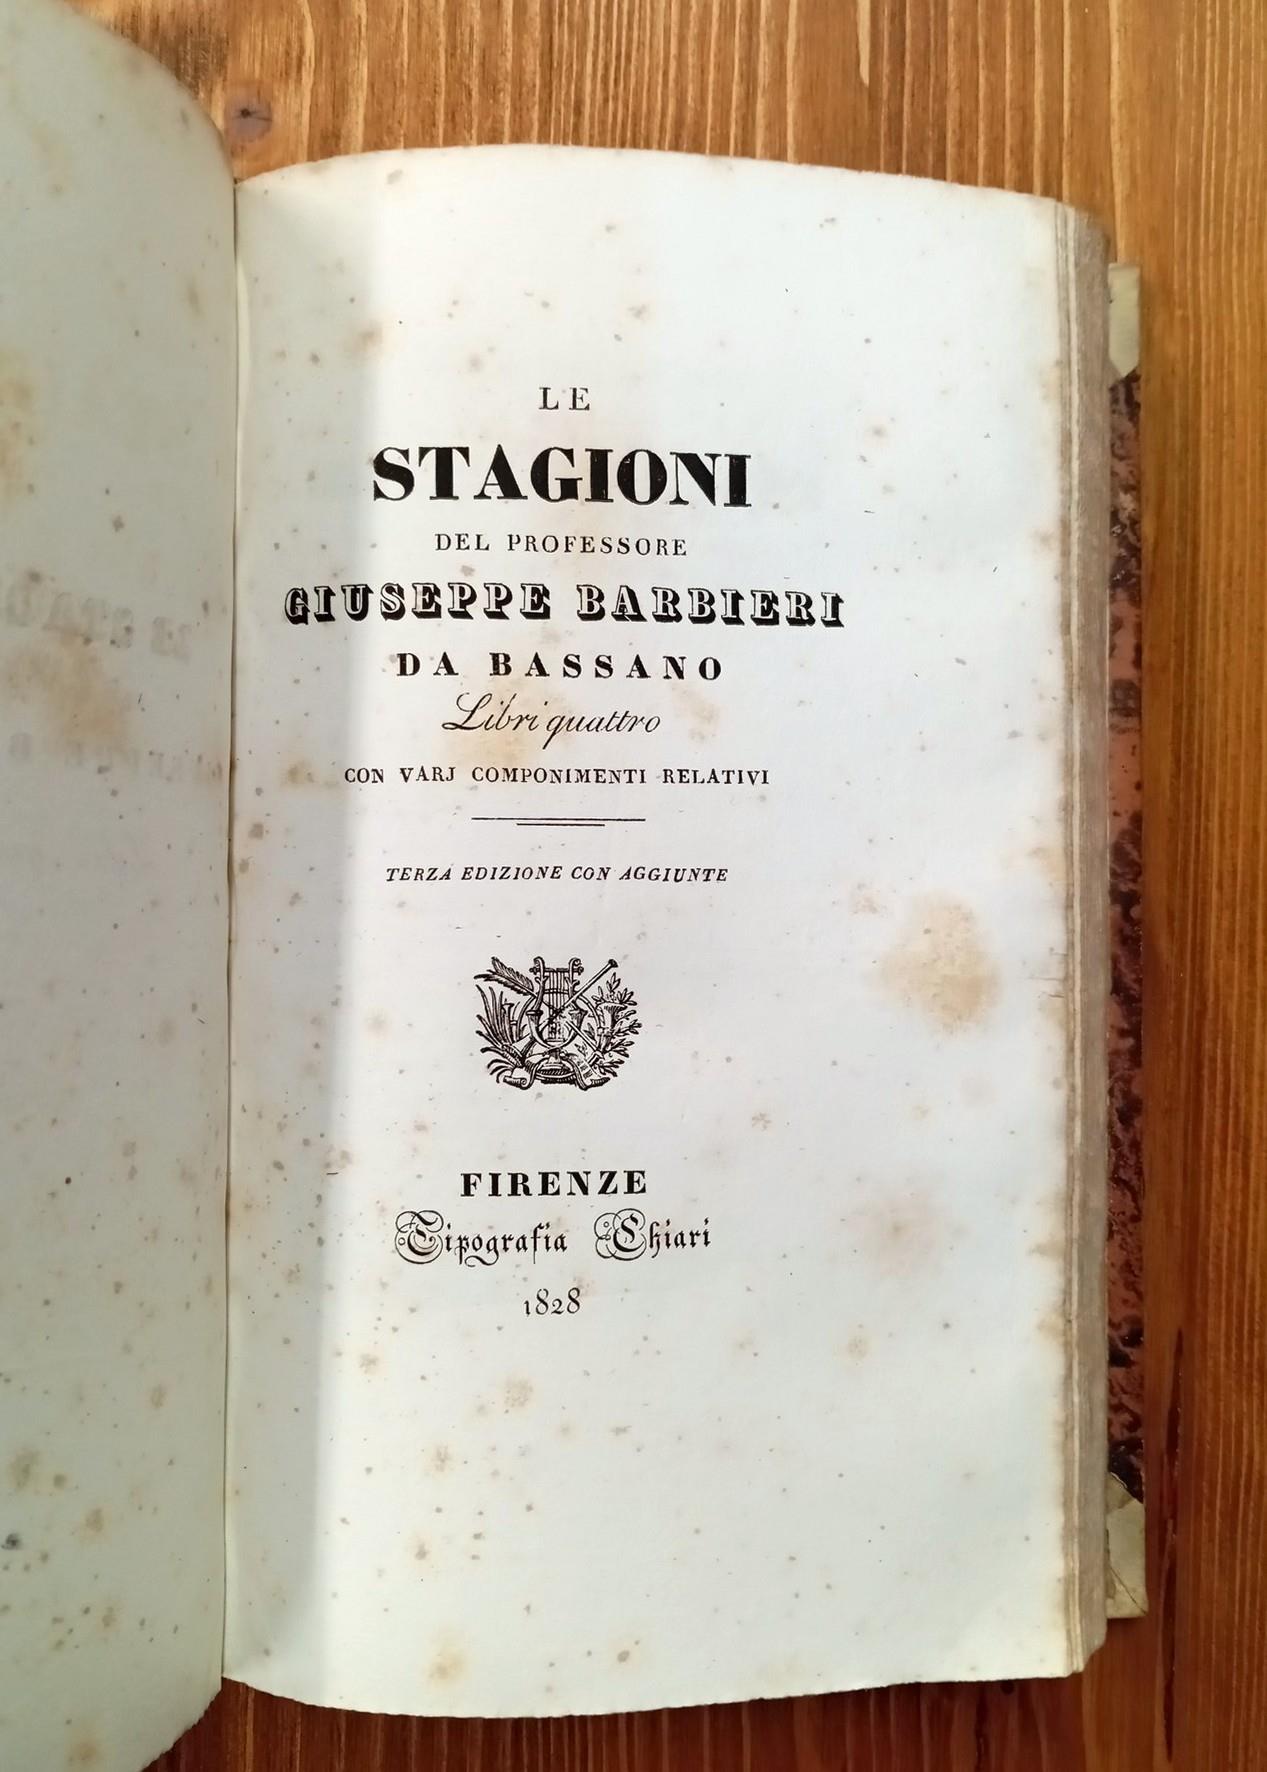 LE
STAGIONI
DEL PROFESSORE
GIUSEPPE BARBIERI
DA BASSANO
Libri quattro
CON VARJ COMPONIMENTI RELATIVI
TERZA EDIZIONE CON AGGIUNTE
FIRENZE
Tipografia Chiari
1828